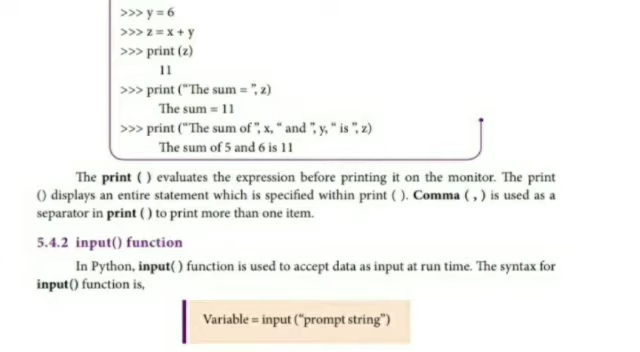 >>> y = 6
>>> z = x + y
>>> print (z)
11
>>> print (“The sum = ”, z)
The sum = 11
>>> print (“The sum of ”, x, “ and ”, y, “ is ”, z)
The sum of 5 and 6 is 11
The print ( ) evaluates the expression before printing it on the monitor. The print
() displays an entire statement which is specified within print ( ). Comma ( , ) is used as a
separator in print ( ) to print more than one item.
5.4.2 input() function
In Python, input( ) function is used to accept data as input at run time. The syntax for
input() function is,
Variable = input (“prompt string”)